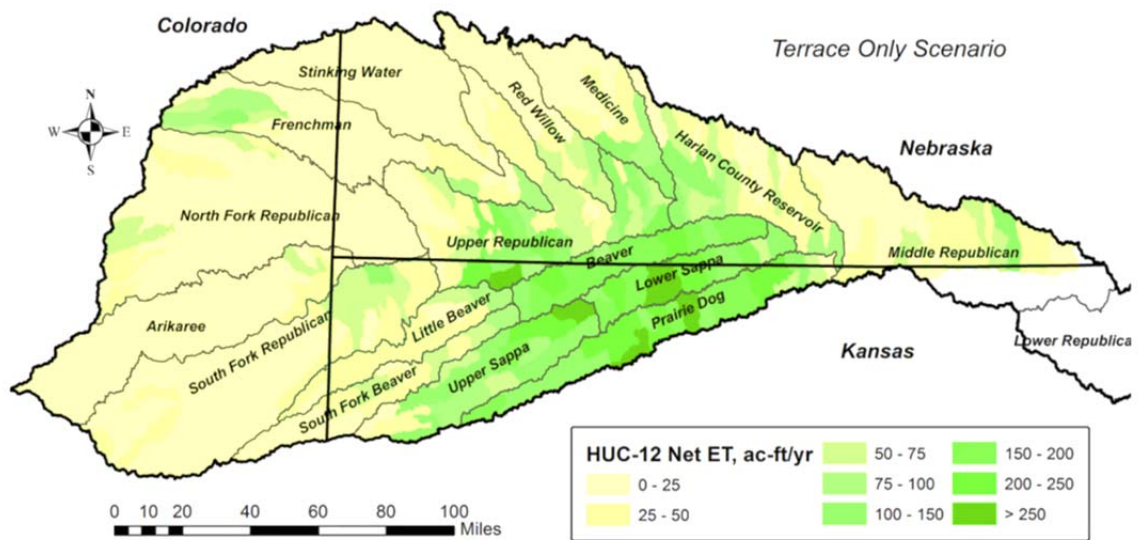 Colorado
Terrace Only Scenario
Stinking Water
Medicine
Red Willow
Frenchman
N
W E
S
Harlan County Reservoir
Nebraska
North Fork Republican
Upper Republican
Beaver
Middle Republican
Lower Sappa
Little Beaver
Prairie Dog
Arikaree
South Fork Republican
Kansas
Lower Republica
Upper Sappa
South Fork Beaver
HUC-12 Net ET, ac-ft/yr
0 - 25
25 - 50
50 - 75
75 - 100
100 - 150
150 - 200
200 - 250
> 250
0 10 20 40 60 80 100
Miles